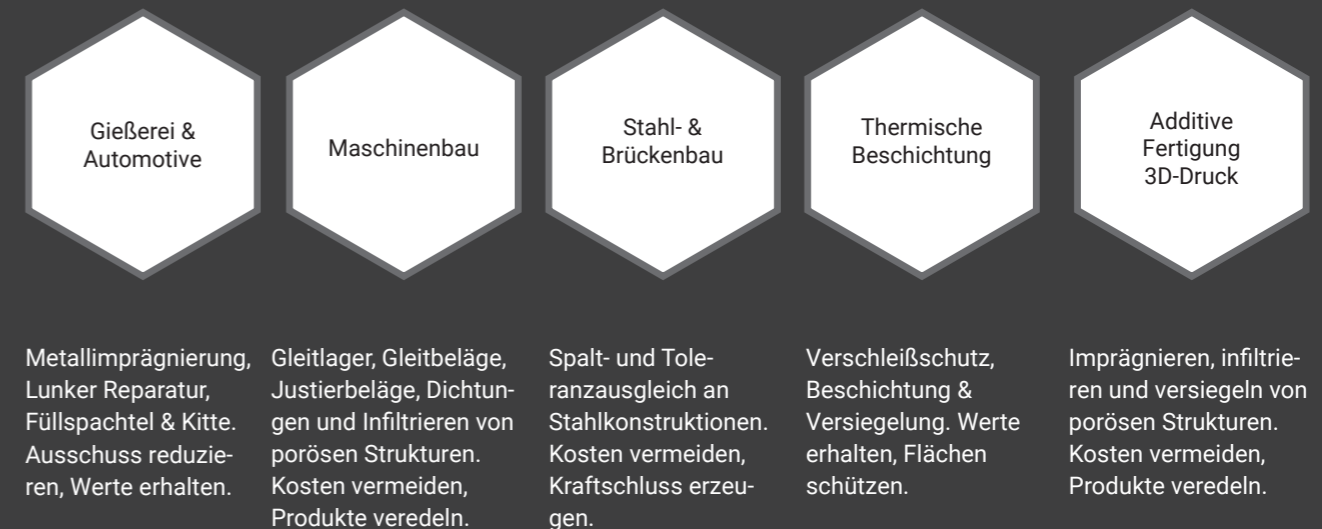 Gießerei &
Automotive
Maschinenbau
Stahl- &
Brückenbau
Thermische
Beschichtung
Additive
Fertigung
3D-Druck
Metallimprägnierung,
Lunker Reparatur,
Füllspachtel & Kitte.
Ausschuss reduzie-
ren, Werte erhalten.
Gleitlager, Gleitbeläge,
Justierbeläge, Dichtun-
gen und Infiltrieren von
porösen Strukturen.
Kosten vermeiden,
Produkte veredeln.
Spalt- und Tole-
ranzausgleich an
Stahlkonstruktionen.
Kosten vermeiden,
Kraftschluss erzeu-
gen.
Verschleißschutz,
Beschichtung &
Versiegelung. Werte
erhalten, Flächen
schützen.
Imprägnieren, infiltrie-
ren und versiegeln von
porösen Strukturen.
Kosten vermeiden,
Produkte veredeln.